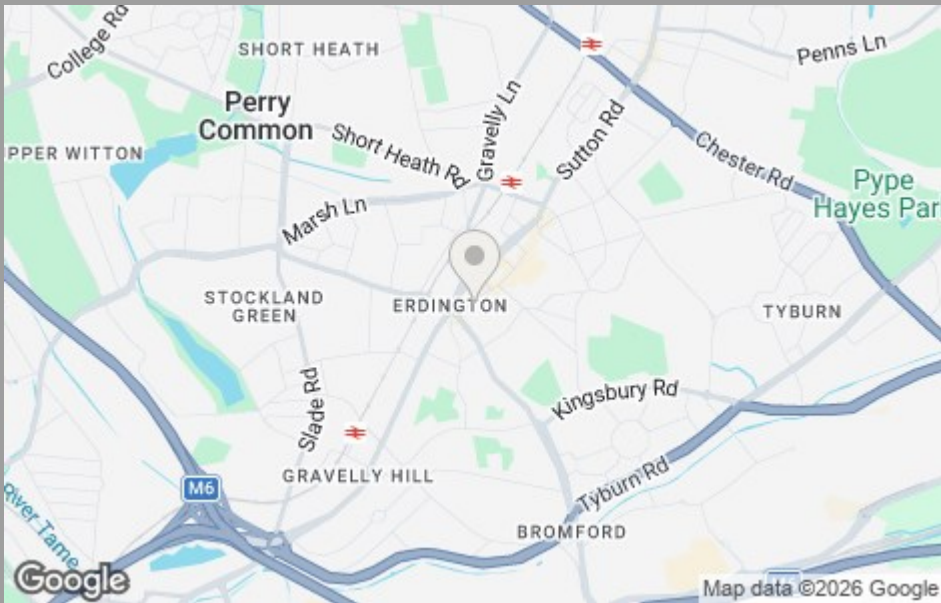 College Rd
SHORT HEATH
Penns Ln
Perry
Common
Short Heath Rd
Gravelly Ln
Sutton Rd
UPPER WITTON
Chester Rd
Pype
Hayes Par
Marsh Ln
STOCKLAND
GREEN
ERDINGTON
TYBURN
Slade Rd
Kingsbury Rd
GRAVELLY HILL
M6
Tyburn Rd
River Tame
BROMFORD
Google
Map data ©2026 Google